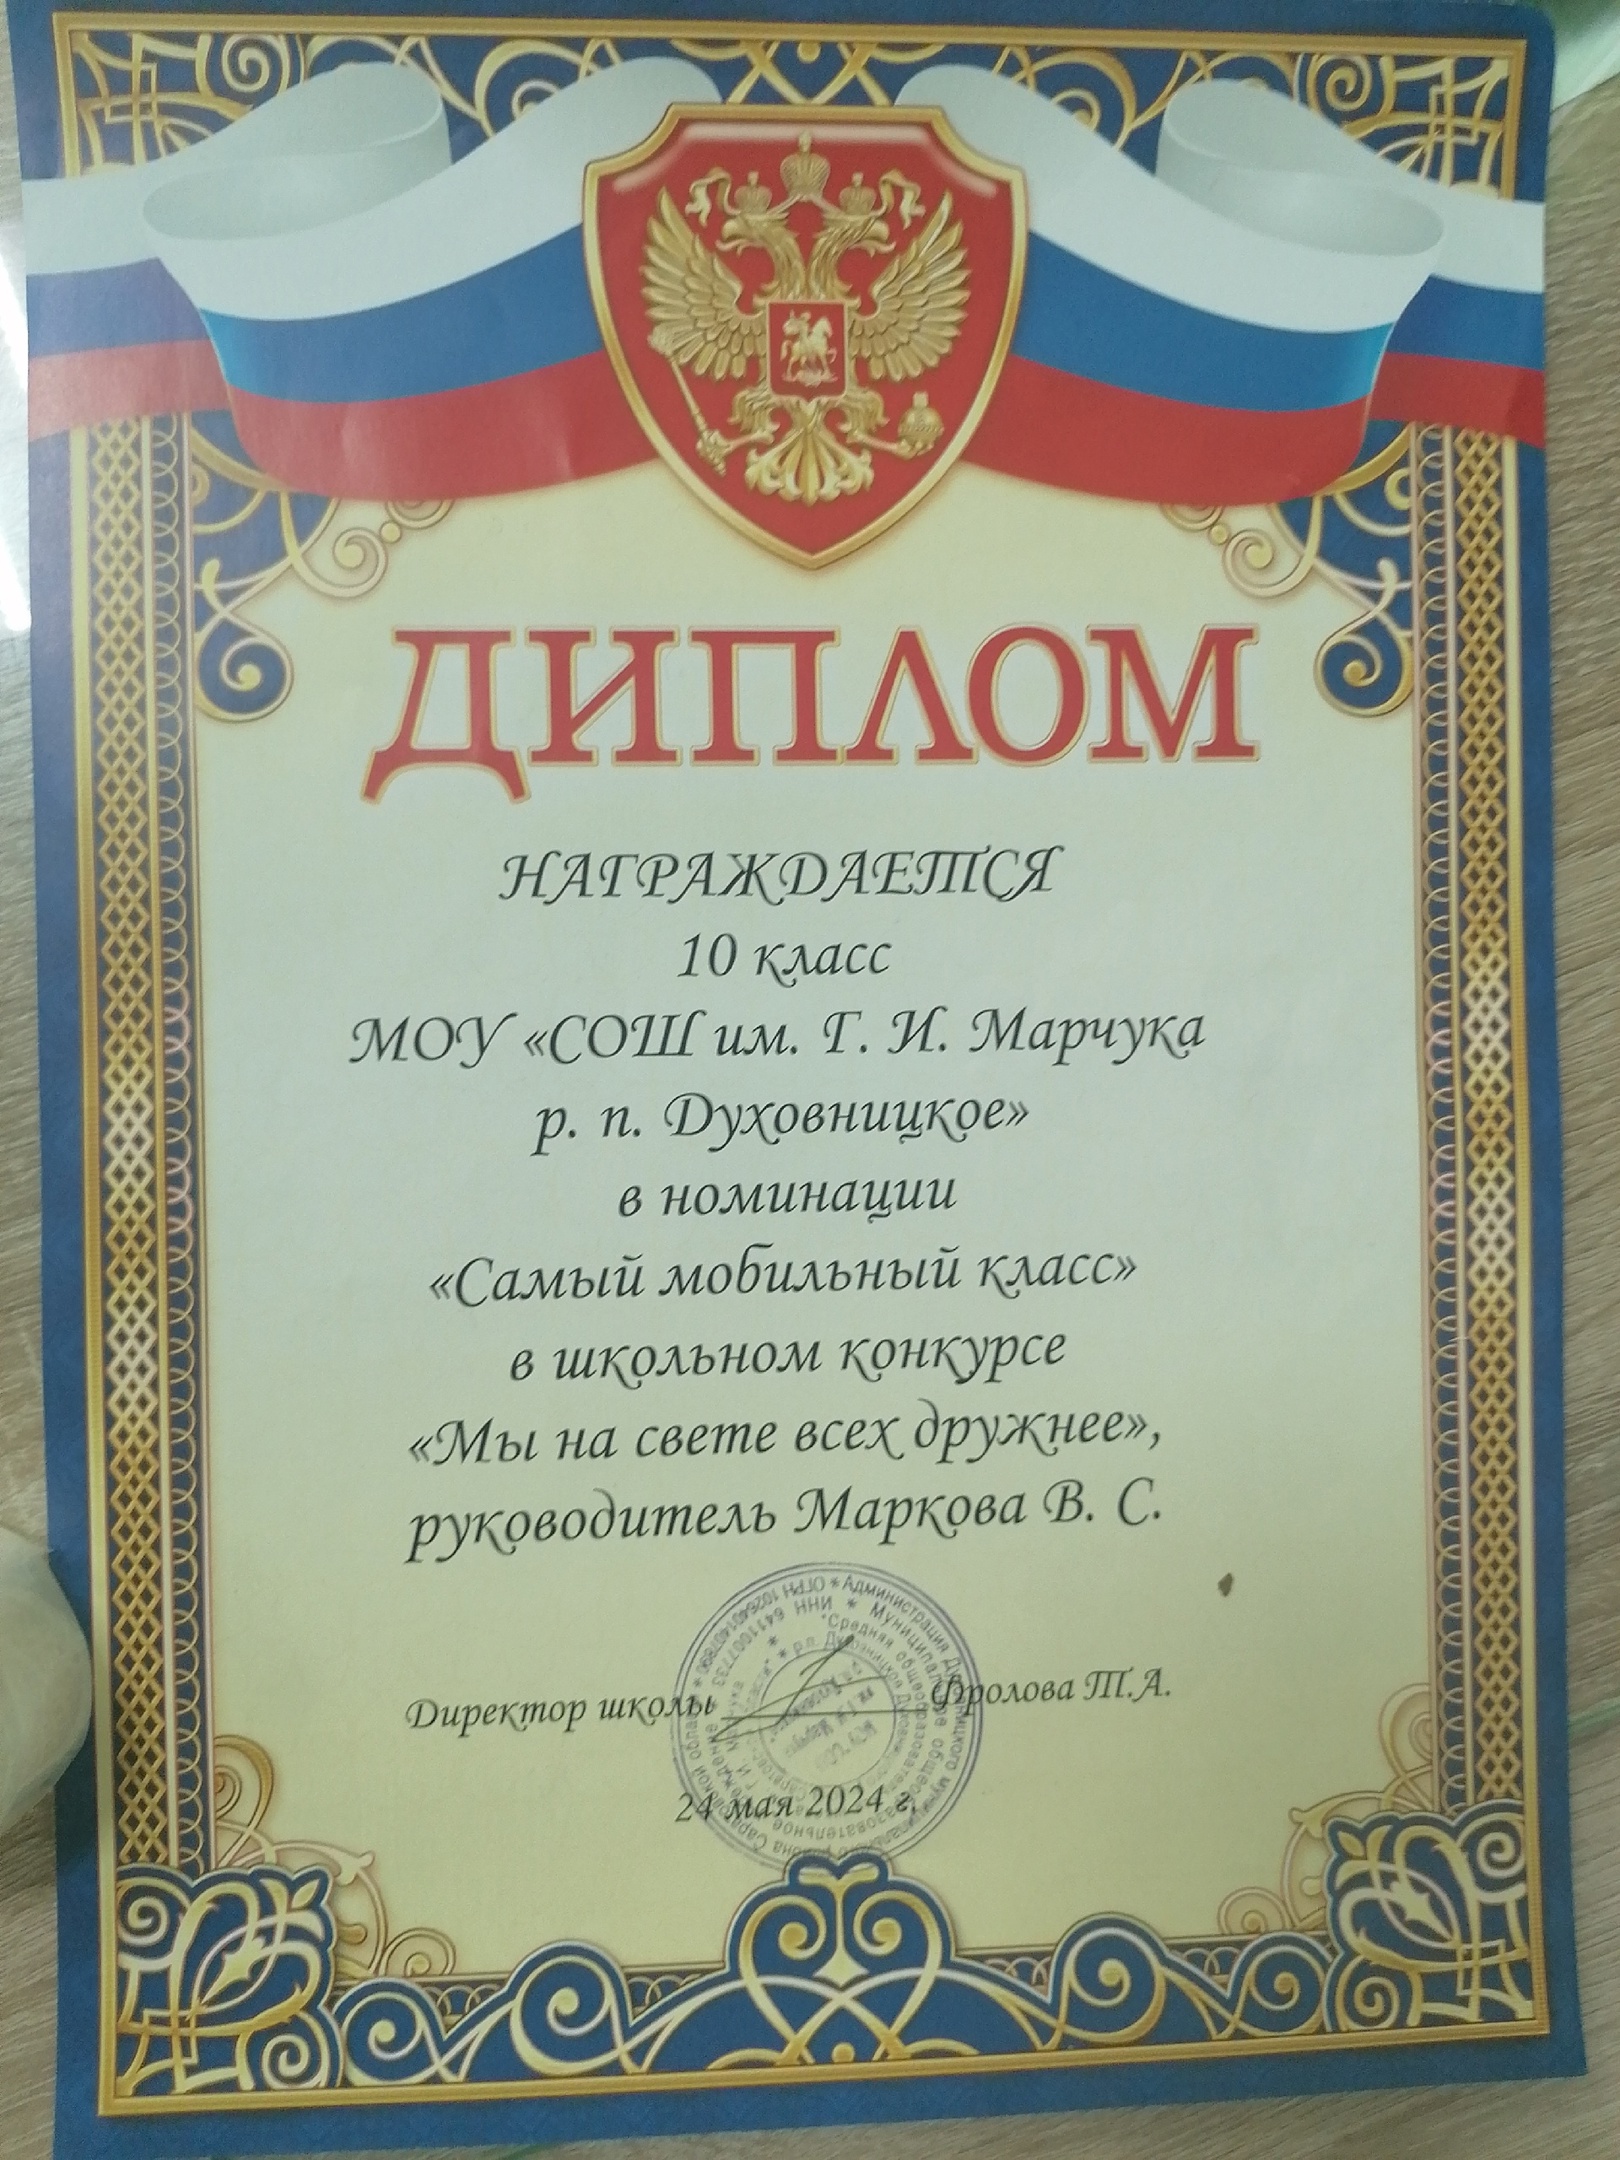 ДИПЛОМ
НАГРАЖДАЕТСЯ
10 класс
МОУ «СОШ им. Г. И. Марчука
р. п. Духовницкое»
в номинации
«Самый мобильный класс»
в школьном конкурсе
«Мы на свете всех дружнее»,
руководитель Маркова В. С.
Директор школы Фролова Т.А.
24 мая 2024 г.